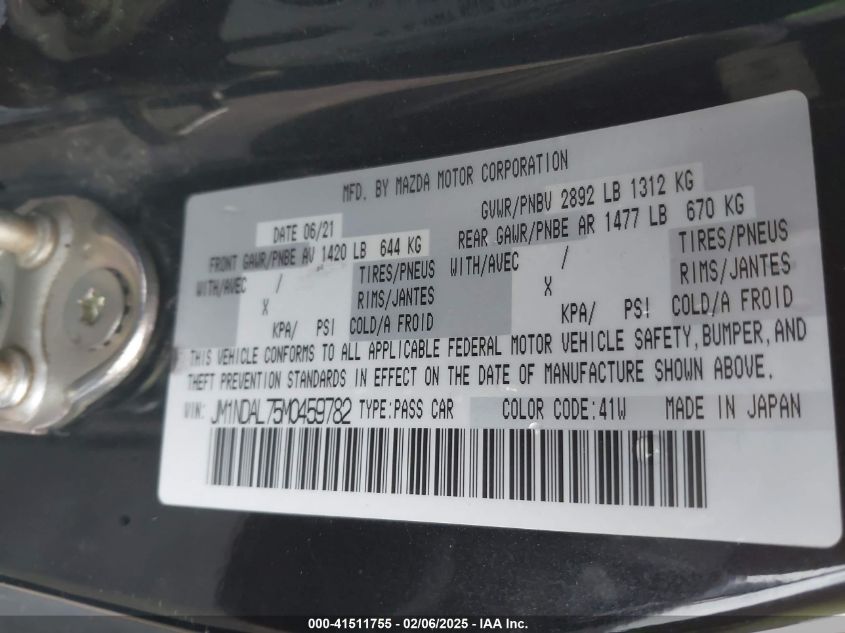 MFD. BY MAZDA MOTOR CORPORATION
DATE 06/21 GVWR/PNBV 2892 LB 1312 KG
FRONT GAWR/PNBE AV 1420 LB 644 KG REAR GAWR/PNBE AR 1477 LB 670 KG
WITH/AVEC / TIRES/PNEUS WITH/AVEC / TIRES/PNEUS
X RIMS/JANTES X RIMS/JANTES
KPA/ PSI COLD/A FROID KPA/ PSI COLD/A FROID
THIS VEHICLE CONFORMS TO ALL APPLICABLE FEDERAL MOTOR VEHICLE SAFETY, BUMPER, AND
THEFT PREVENTION STANDARDS IN EFFECT ON THE DATE OF MANUFACTURE SHOWN ABOVE.
VIN: JM1NDAL75M0459782 TYPE:PASS CAR COLOR CODE:41W MADE IN JAPAN
000-41511755 - 02/06/2025 - IAA Inc.